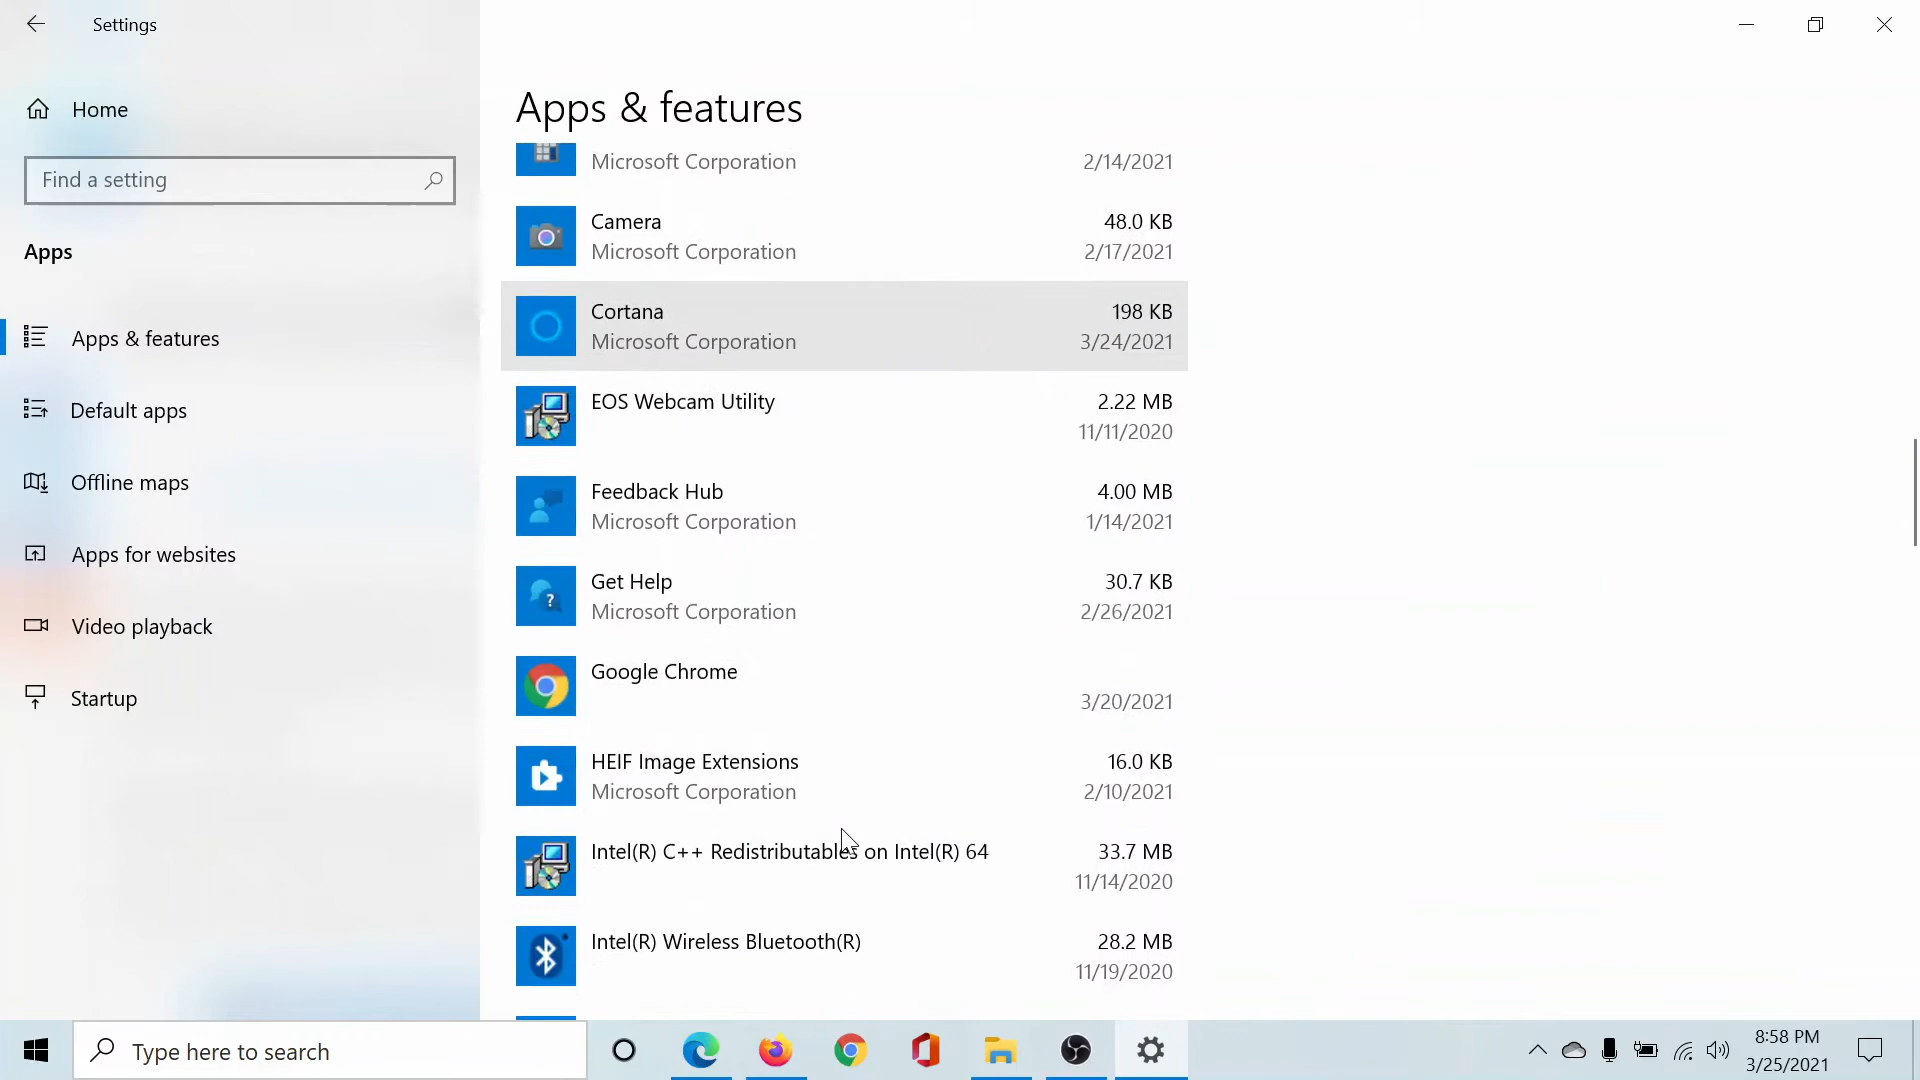 Settings
Home
Find a setting
Apps
Apps & features
Default apps
Offline maps
Apps for websites
Video playback
Startup
Apps & features
Microsoft Corporation 2/14/2021
Camera 48.0 KB
Microsoft Corporation 2/17/2021
Cortana 198 KB
Microsoft Corporation 3/24/2021
EOS Webcam Utility 2.22 MB
11/11/2020
Feedback Hub 4.00 MB
Microsoft Corporation 1/14/2021
Get Help 30.7 KB
Microsoft Corporation 2/26/2021
Google Chrome
3/20/2021
HEIF Image Extensions 16.0 KB
Microsoft Corporation 2/10/2021
Intel(R) C++ Redistributables on Intel(R) 64 33.7 MB
11/14/2020
Intel(R) Wireless Bluetooth(R) 28.2 MB
11/19/2020
Type here to search
8:58 PM
3/25/2021